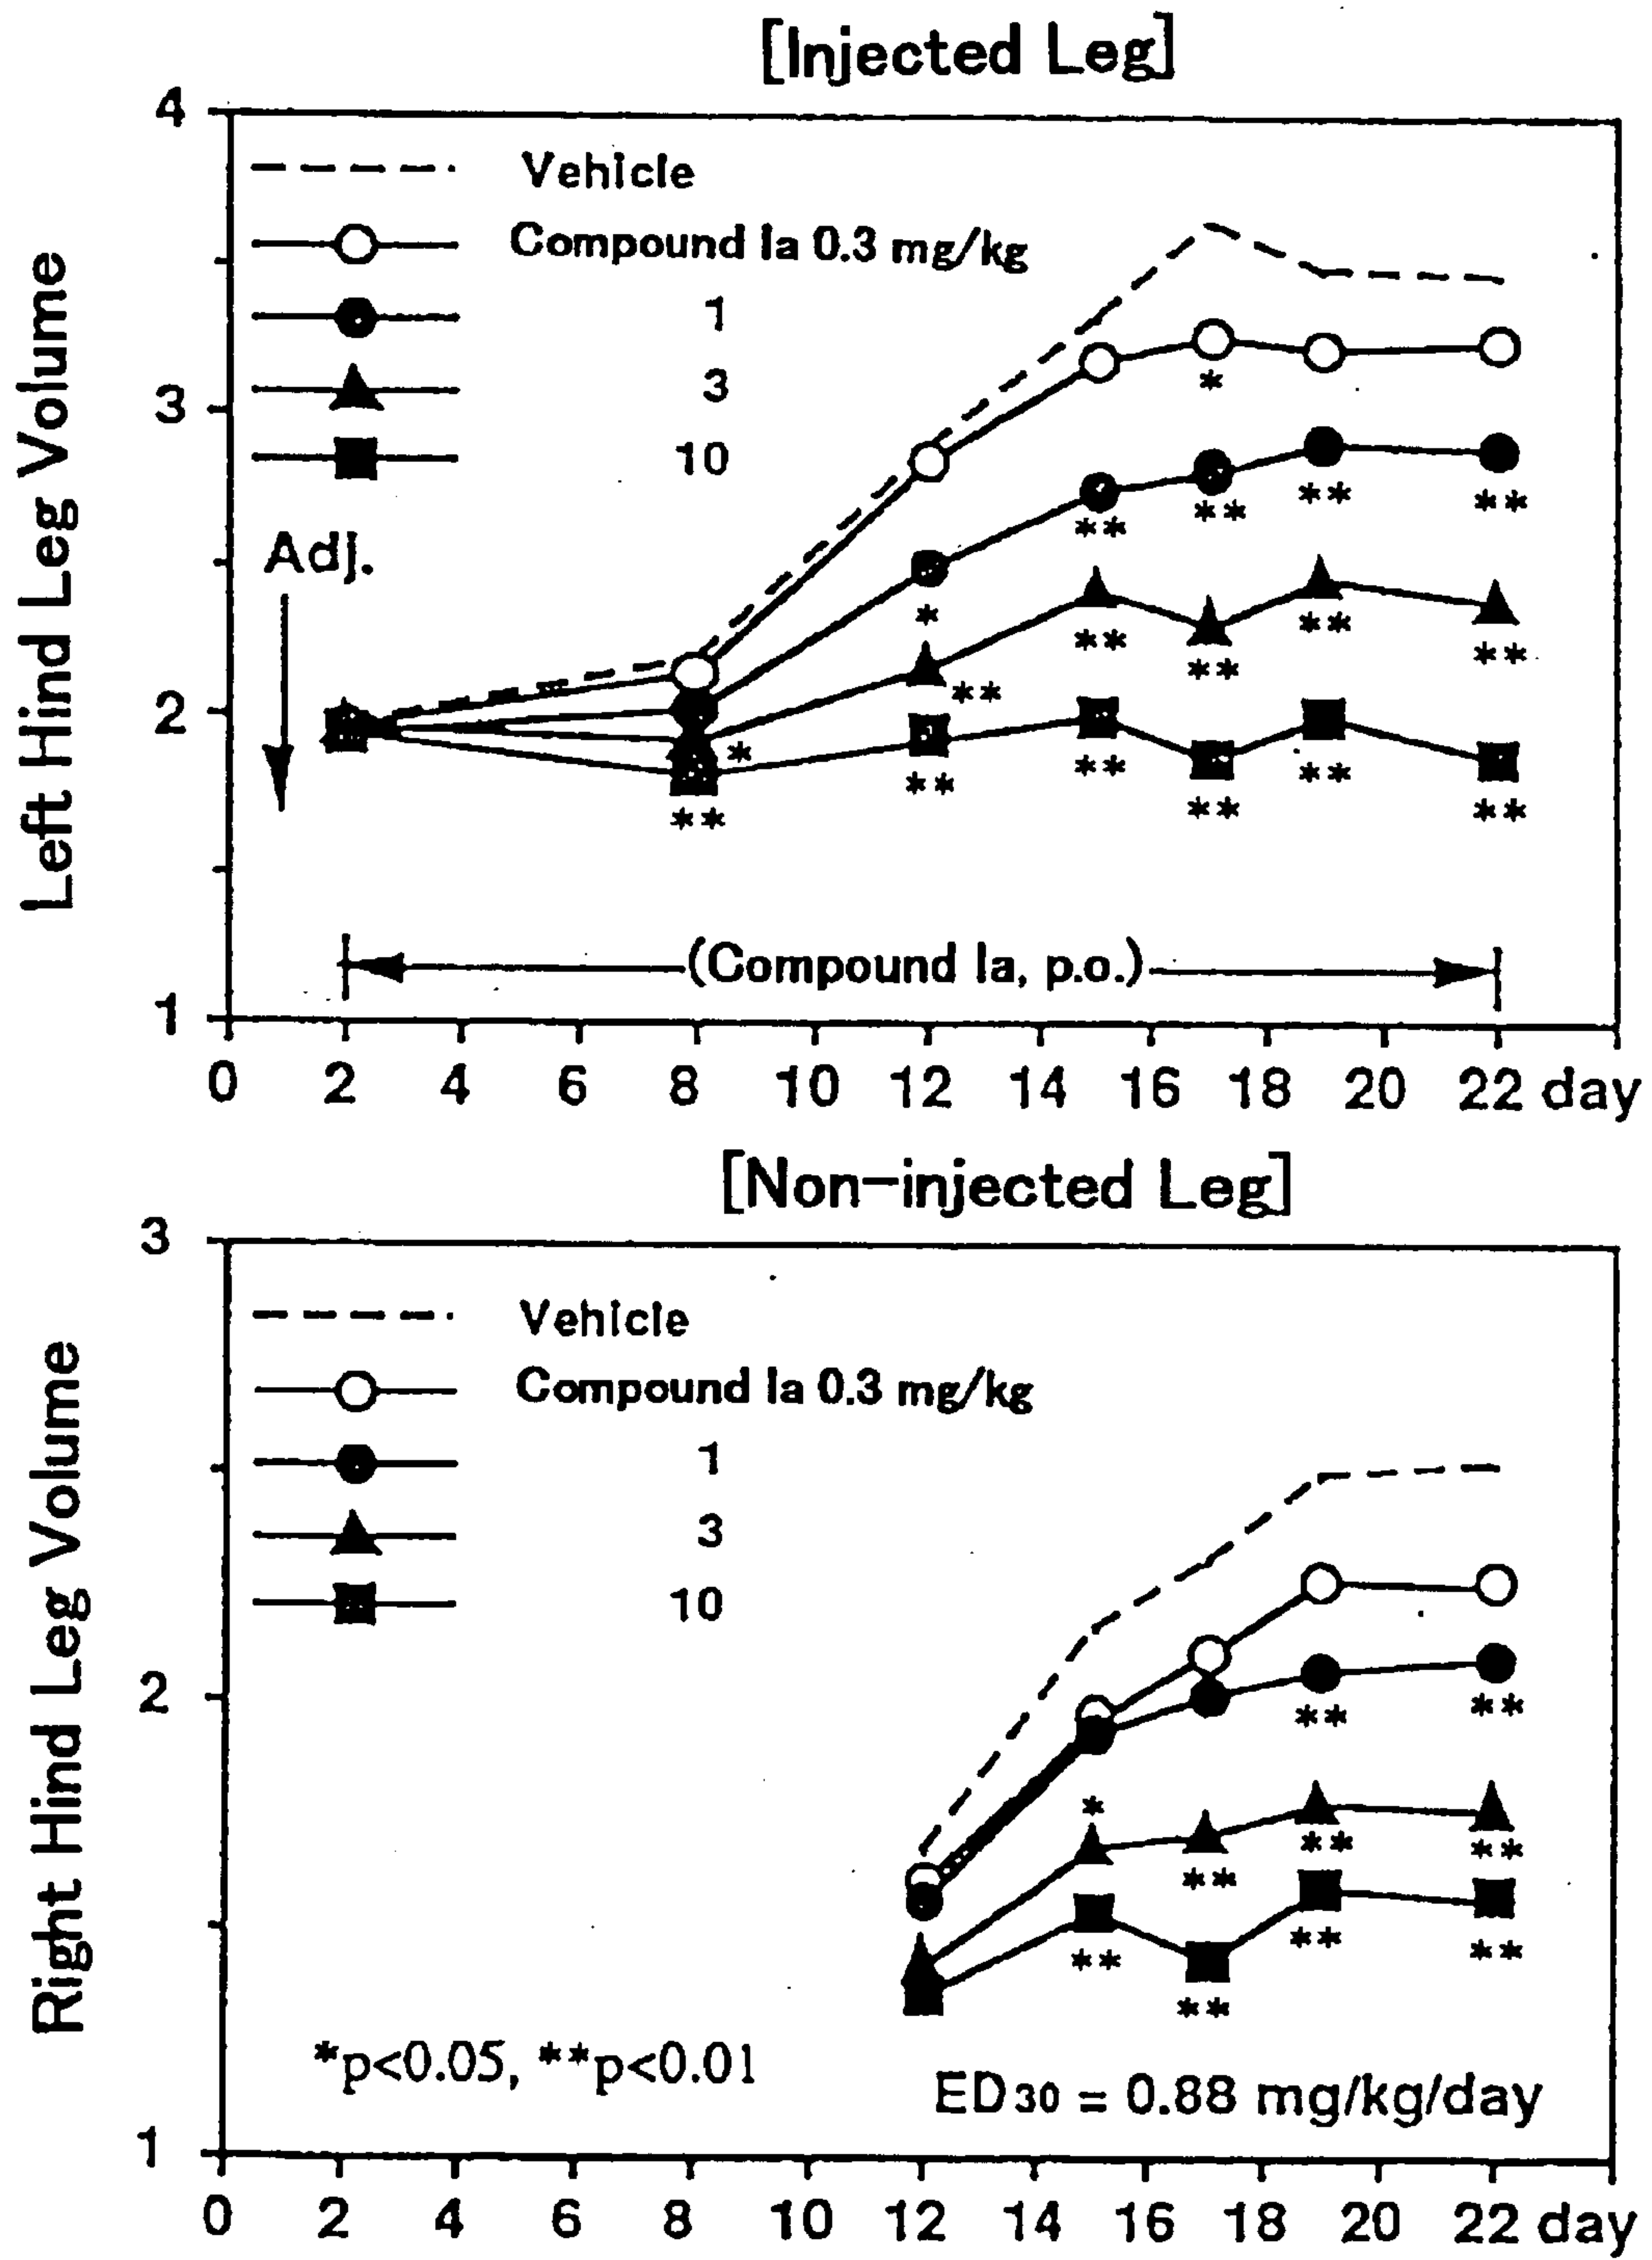 [Injected Leg]
4
Vehicle
Compound Ia 0.3 mg/kg
1
3
3
10
Adj.
*
Left Hind Leg Volume
** ** ** **
*
** ** ** **
2
**
*
** ** ** ** **
**
(Compound Ia, p.o.)
1
0 2 4 6 8 10 12 14 16 18 20 22 day
[Non-injected Leg]
3
Vehicle
Compound Ia 0.3 mg/kg
1
3
10
Right Hind Leg Volume
2
** **
*
** ** **
** ** ** **
*p<0.05, **p<0.01
ED30 = 0.88 mg/kg/day
1
0 2 4 6 8 10 12 14 16 18 20 22 day